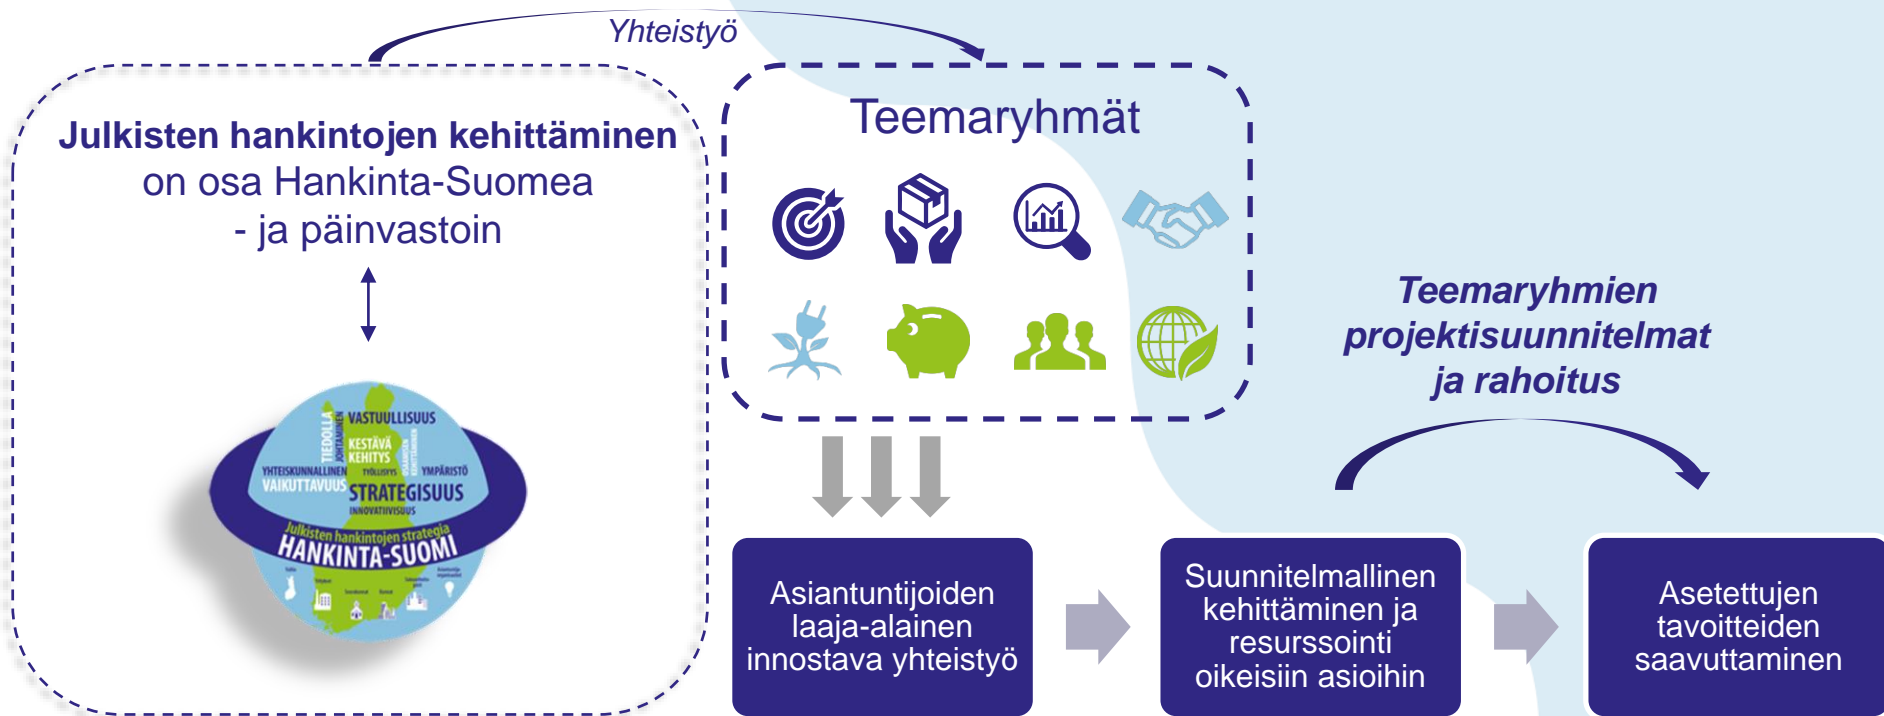 Yhteistyö
Julkisten hankintojen kehittäminen
on osa Hankinta-Suomea
- ja päinvastoin
TIEDOLLA
JOHTAMINEN
VASTUULLISUUS
KESTÄVÄ
KEHITYS
OSAAMISEN
KEHITTÄMINEN
YHTEISKUNNALLINEN
VAIKUTTAVUUS
TYÖLLISYYS
YMPÄRISTÖ
STRATEGISUUS
INNOVATIIVISUUS
Julkisten hankintojen strategia
HANKINTA-SUOMI
Teemaryhmät
Teemaryhmien
projektisuunnitelmat
ja rahoitus
Asiantuntijoiden
laaja-alainen
innostava yhteistyö
Suunnitelmallinen
kehittäminen ja
resurssointi
oikeisiin asioihin
Asetettujen
tavoitteiden
saavuttaminen